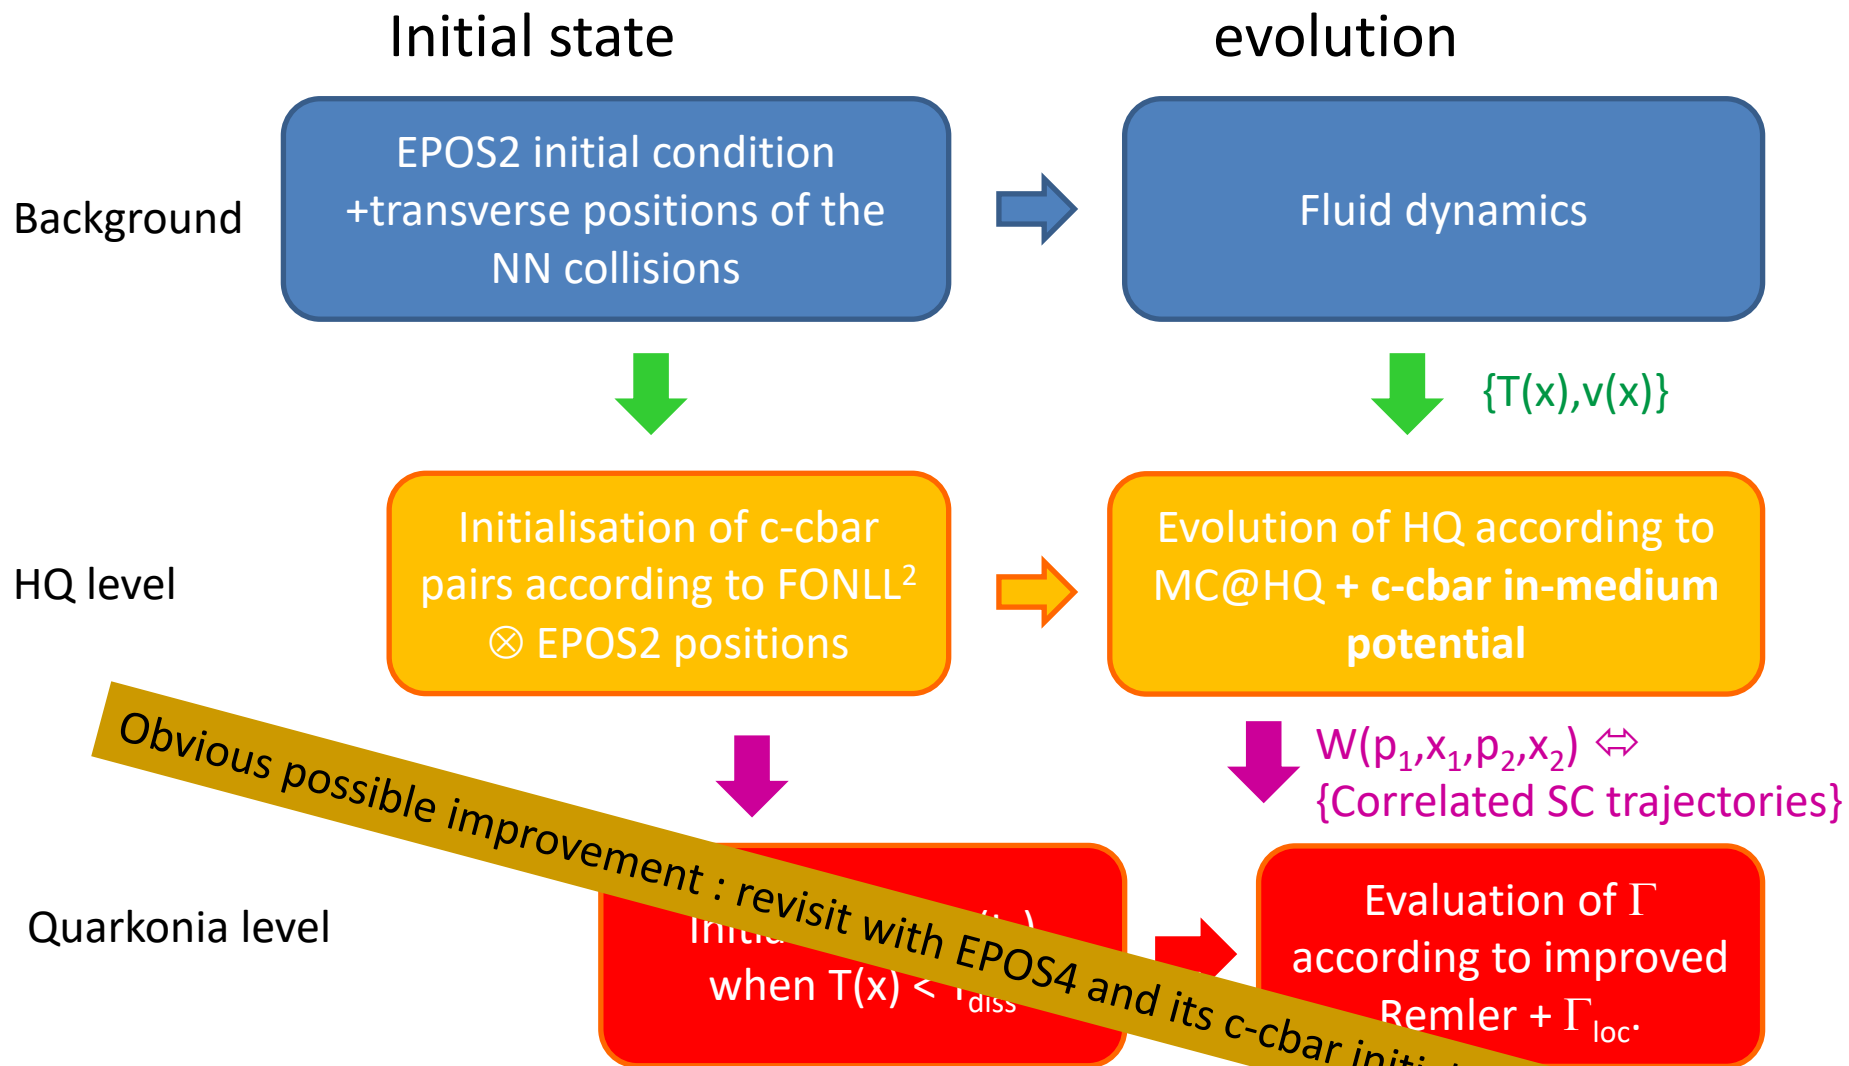 Initial state
evolution
Background
EPOS2 initial condition
+transverse positions of the
NN collisions
Fluid dynamics
{T(x),v(x)}
HQ level
Initialisation of c-cbar
pairs according to FONLL²
⊗ EPOS2 positions
Evolution of HQ according to
MC@HQ + c-cbar in-medium
potential
W(p₁,x₁,p₂,x₂) ⬄
{Correlated SC trajectories}
Obvious possible improvement : revisit with EPOS4 and its c-cbar
Quarkonia level
when T(x) <
Evaluation of Γ
according to improved
Remler + Γloc.